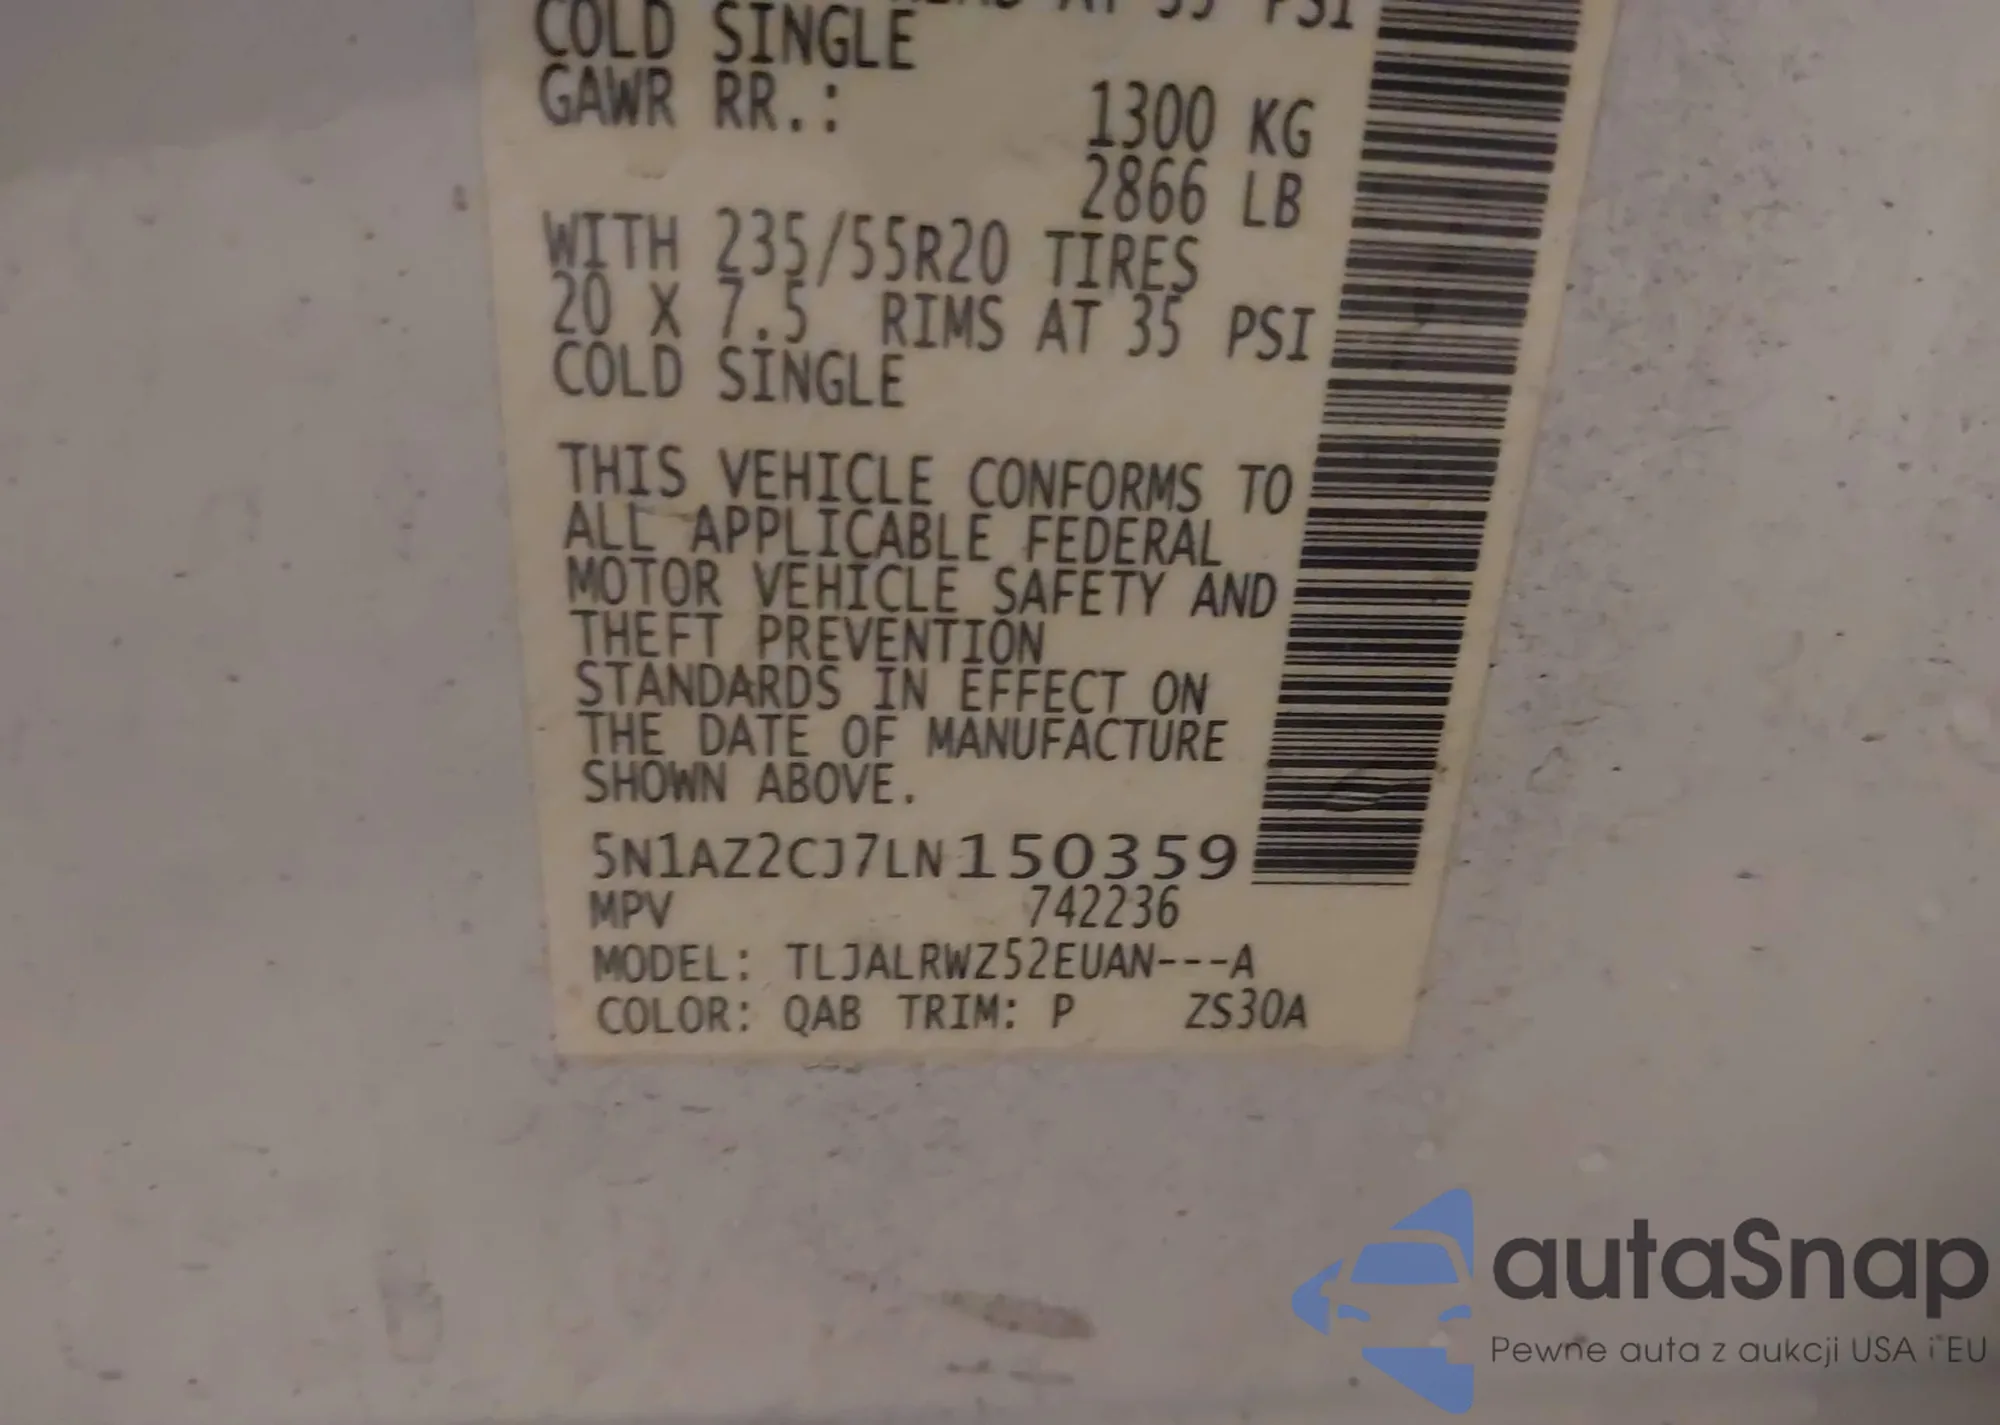 AT 35 PSI
COLD SINGLE
GAWR RR.: 1300 KG
2866 LB
WITH 235/55R20 TIRES
20 X 7.5 RIMS AT 35 PSI
COLD SINGLE
THIS VEHICLE CONFORMS TO
ALL APPLICABLE FEDERAL
MOTOR VEHICLE SAFETY AND
THEFT PREVENTION
STANDARDS IN EFFECT ON
THE DATE OF MANUFACTURE
SHOWN ABOVE.
5N1AZ2CJ7LN150359
MPV 742236
MODEL: TLJALRWZ52EUAN---A
COLOR: QAB TRIM: P ZS30A
autaSnap
Pewne auta z aukcji USA i EU